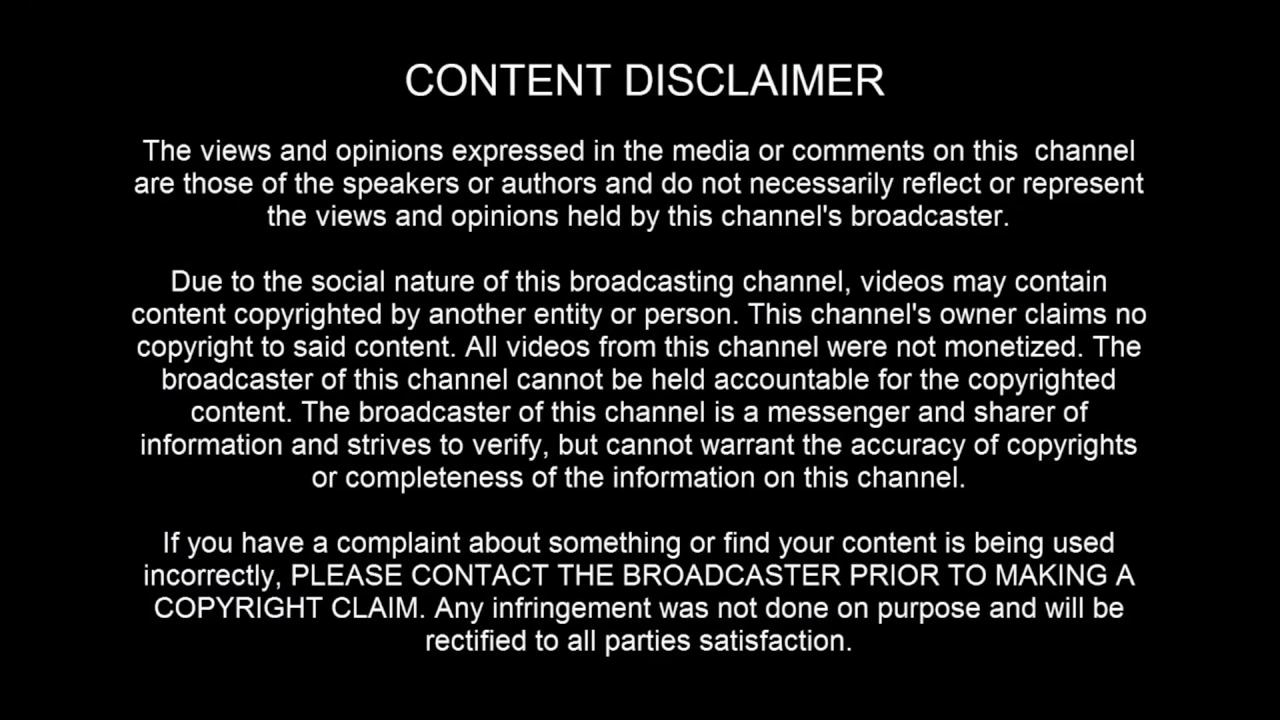 CONTENT DISCLAIMER
The views and opinions expressed in the media or comments on this  channel
are those of the speakers or authors and do not necessarily reflect or represent
the views and opinions held by this channel's broadcaster.
Due to the social nature of this broadcasting channel, videos may contain
content copyrighted by another entity or person. This channel's owner claims no
copyright to said content. All videos from this channel were not monetized. The
broadcaster of this channel cannot be held accountable for the copyrighted
content. The broadcaster of this channel is a messenger and sharer of
information and strives to verify, but cannot warrant the accuracy of copyrights
or completeness of the information on this channel.
If you have a complaint about something or find your content is being used
incorrectly, PLEASE CONTACT THE BROADCASTER PRIOR TO MAKING A
COPYRIGHT CLAIM. Any infringement was not done on purpose and will be
rectified to all parties satisfaction.